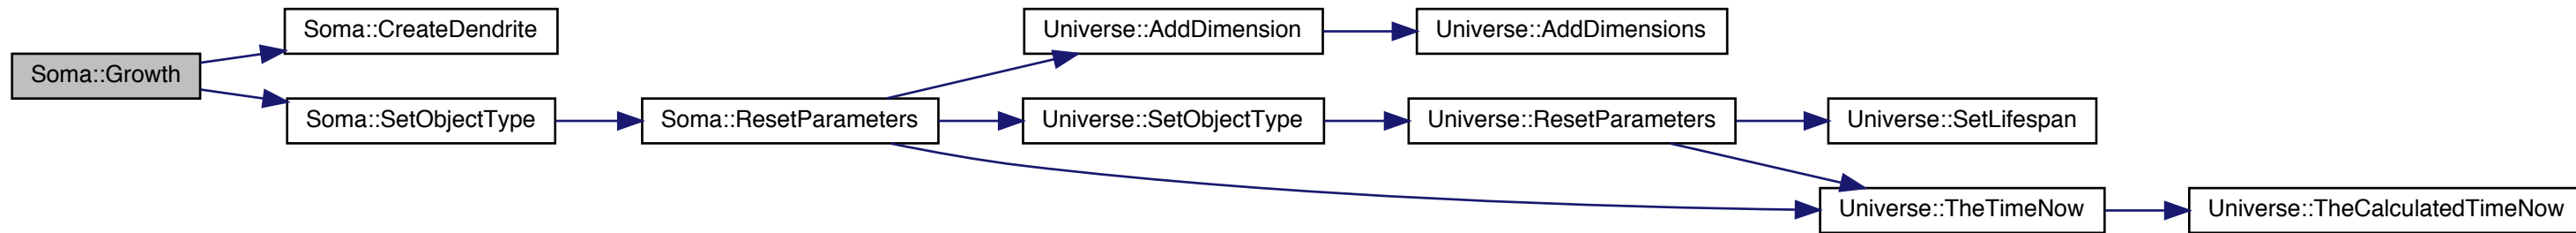 Soma::Growth
Soma::CreateDendrite
Soma::SetObjectType
Soma::ResetParameters
Universe::AddDimension
Universe::AddDimensions
Universe::SetObjectType
Universe::ResetParameters
Universe::SetLifespan
Universe::TheTimeNow
Universe::TheCalculatedTimeNow